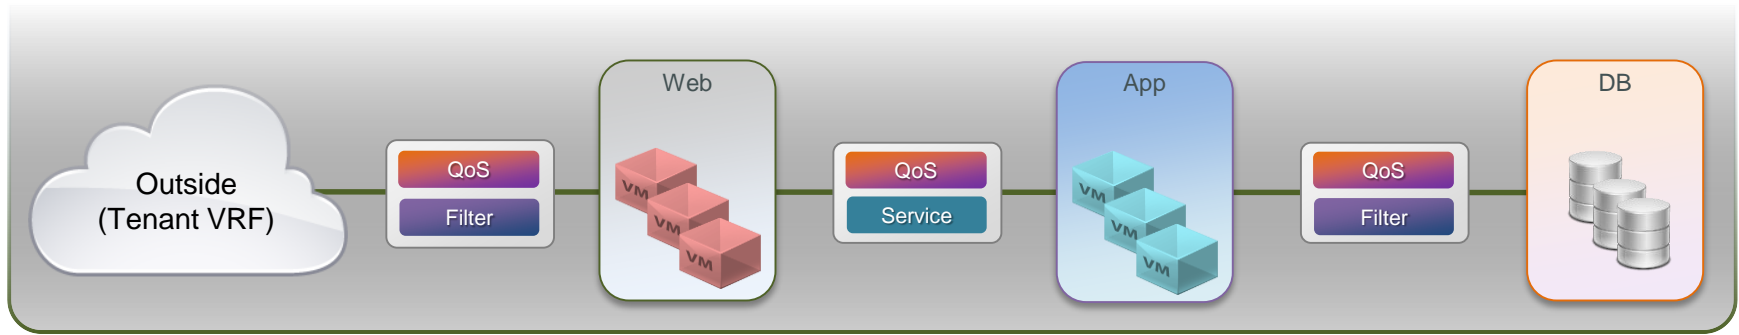 Outside
(Tenant VRF)
QoS
Filter
Web
VM
VM
VM
QoS
Service
App
VM
VM
VM
QoS
Filter
DB